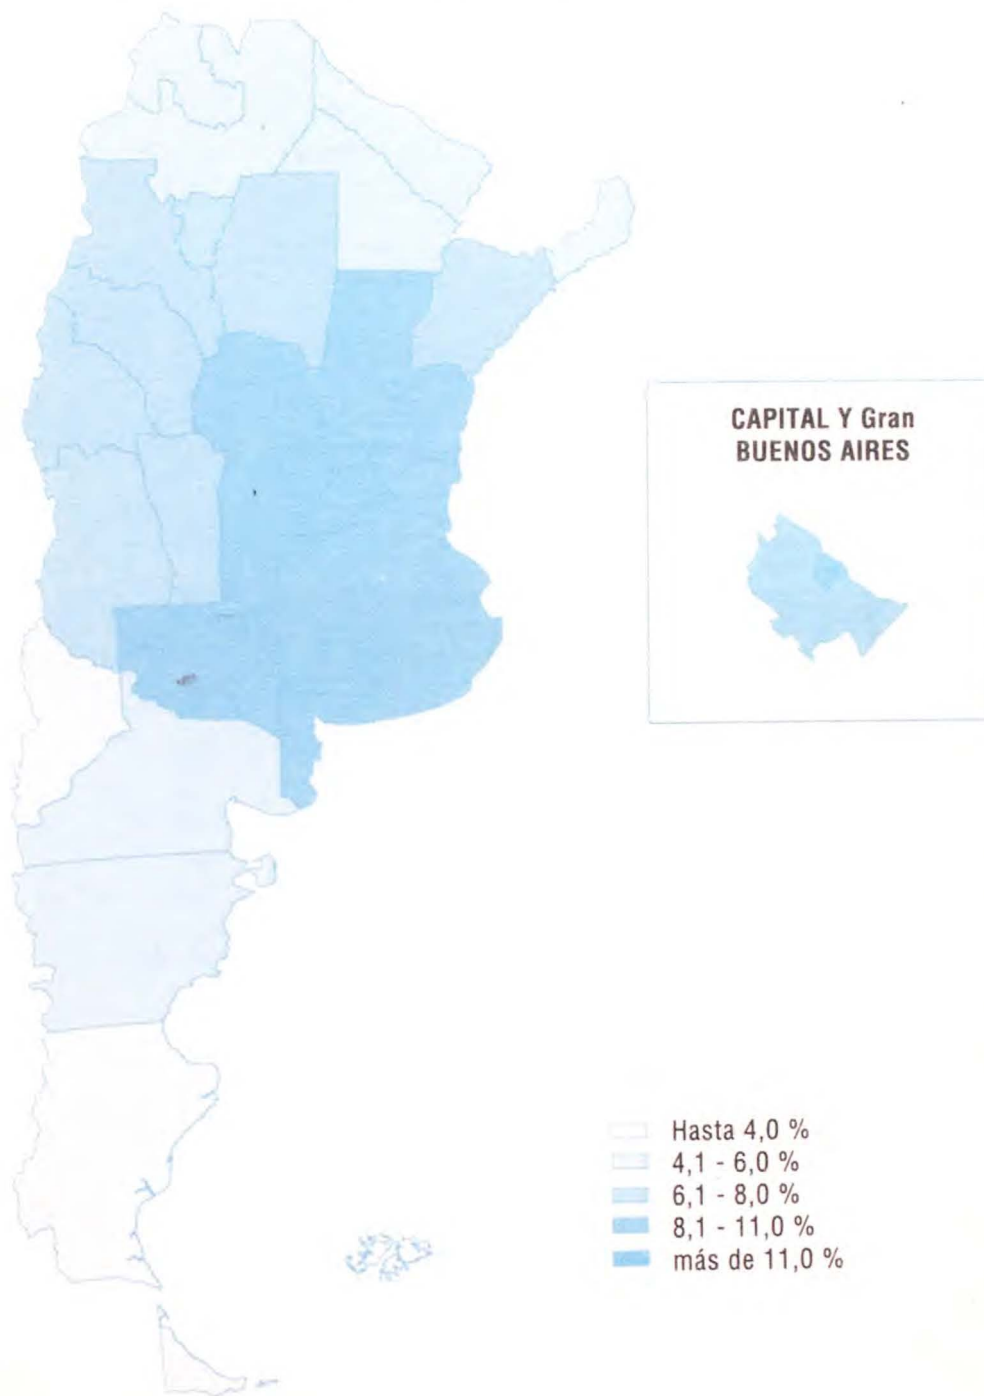 CAPITAL Y Gran
BUENOS AIRES
Hasta 4,0 %
4,1 - 6,0 %
6,1 - 8,0 %
8,1 - 11,0 %
más de 11,0 %